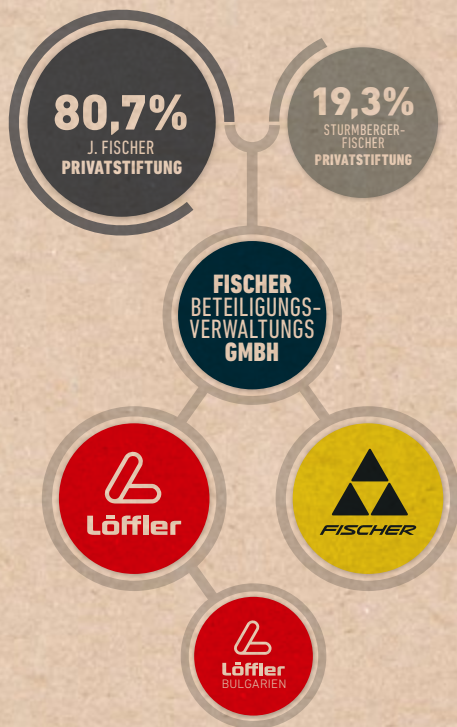 80,7%
J. FISCHER
PRIVATSTIFTUNG
19,3%
STURMBERGER-
FISCHER
PRIVATSTIFTUNG
FISCHER
BETEILIGUNGS-
VERWALTUNGS
GMBH
Löffler
FISCHER
Löffler
BULGARIEN